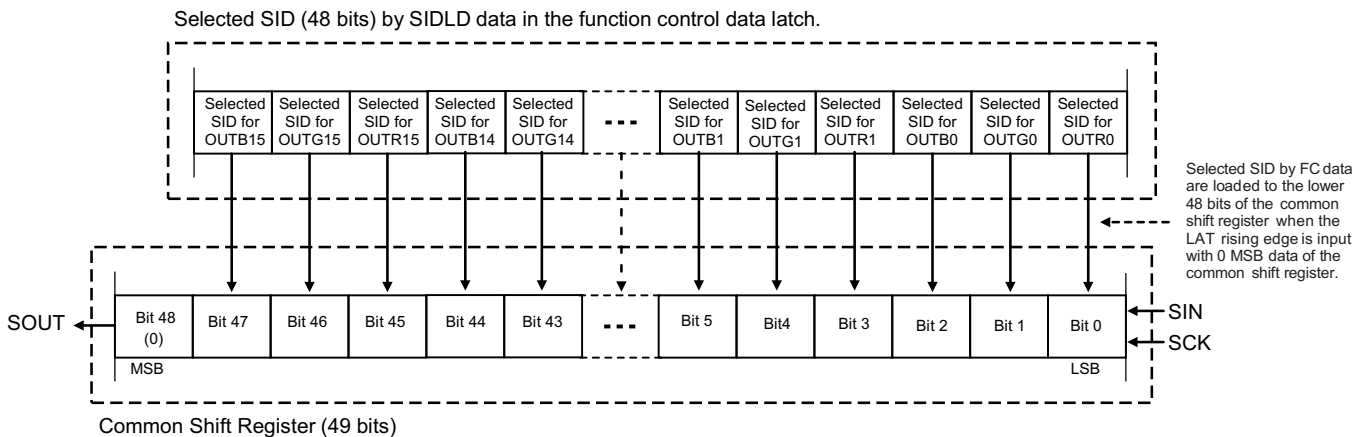 Selected SID (48 bits) by SIDLD data in the function control data latch.
Selected SID for OUTB15
Selected SID for OUTG15
Selected SID for OUTR15
Selected SID for OUTB14
Selected SID for OUTG14
Selected SID for OUTB1
Selected SID for OUTG1
Selected SID for OUTR1
Selected SID for OUTB0
Selected SID for OUTG0
Selected SID for OUTR0
Selected SID by FC data
are loaded to the lower
48 bits of the common
shift register when the
LAT rising edge is input
with 0 MSB data of the
common shift register.
SOUT
Bit 48
(0)
Bit 47
Bit 46
Bit 45
Bit 44
Bit 43
Bit 5
Bit4
Bit 3
Bit 2
Bit 1
Bit 0
SIN
SCK
MSB
LSB
Common Shift Register (49 bits)